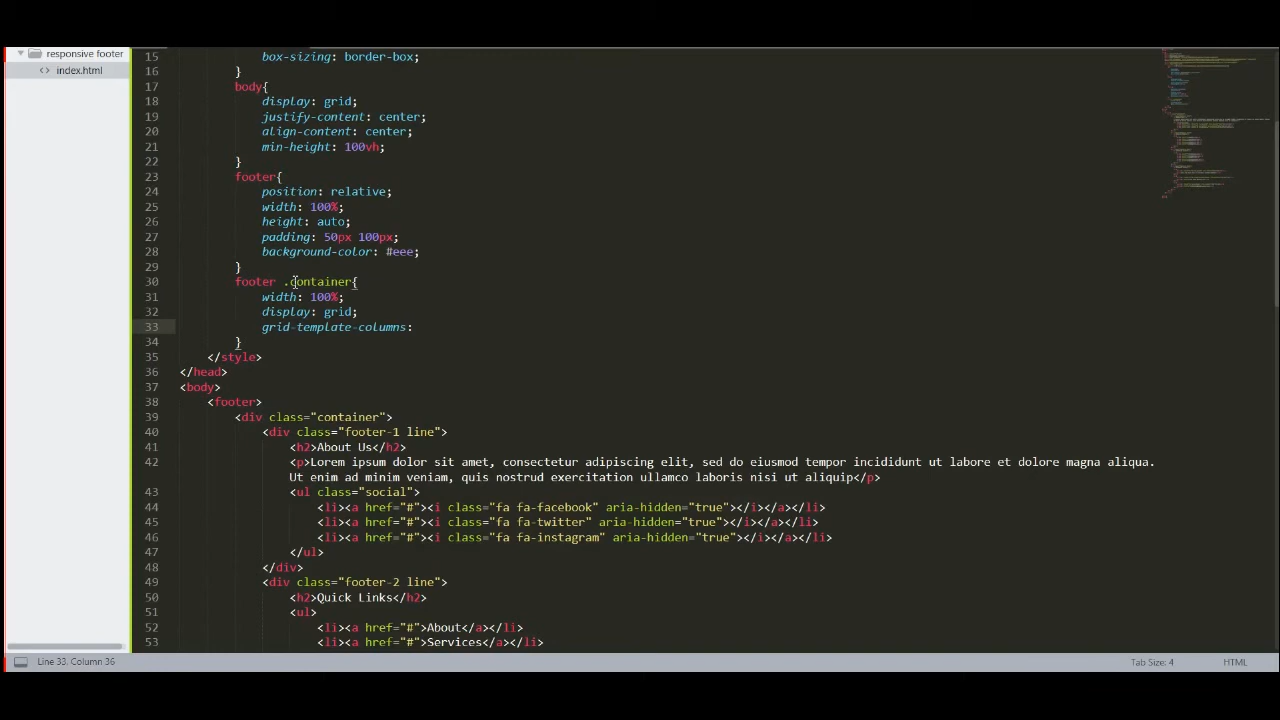 responsive footer
<> index.html
15 box-sizing: border-box;
16 }
17 body{
18 display: grid;
19 justify-content: center;
20 align-content: center;
21 min-height: 100vh;
22 }
23 footer{
24 position: relative;
25 width: 100%;
26 height: auto;
27 padding: 50px 100px;
28 background-color: #eee;
29 }
30 footer .container{
31 width: 100%;
32 display: grid;
33 grid-template-columns:
34 }
35 </style>
36 </head>
37 <body>
38 <footer>
39 <div class="container">
40 <div class="footer-1 line">
41 <h2>About Us</h2>
42 <p>Lorem ipsum dolor sit amet, consectetur adipiscing elit, sed do eiusmod tempor incididunt ut labore et dolore magna aliqua.
Ut enim ad minim veniam, quis nostrud exercitation ullamco laboris nisi ut aliquip</p>
43 <ul class="social">
44 <li><a href="#"><i class="fa fa-facebook" aria-hidden="true"></i></a></li>
45 <li><a href="#"><i class="fa fa-twitter" aria-hidden="true"></i></a></li>
46 <li><a href="#"><i class="fa fa-instagram" aria-hidden="true"></i></a></li>
47 </ul>
48 </div>
49 <div class="footer-2 line">
50 <h2>Quick Links</h2>
51 <ul>
52 <li><a href="#">About</a></li>
53 <li><a href="#">Services</a></li>
Line 33, Column 36
Tab Size: 4
HTML